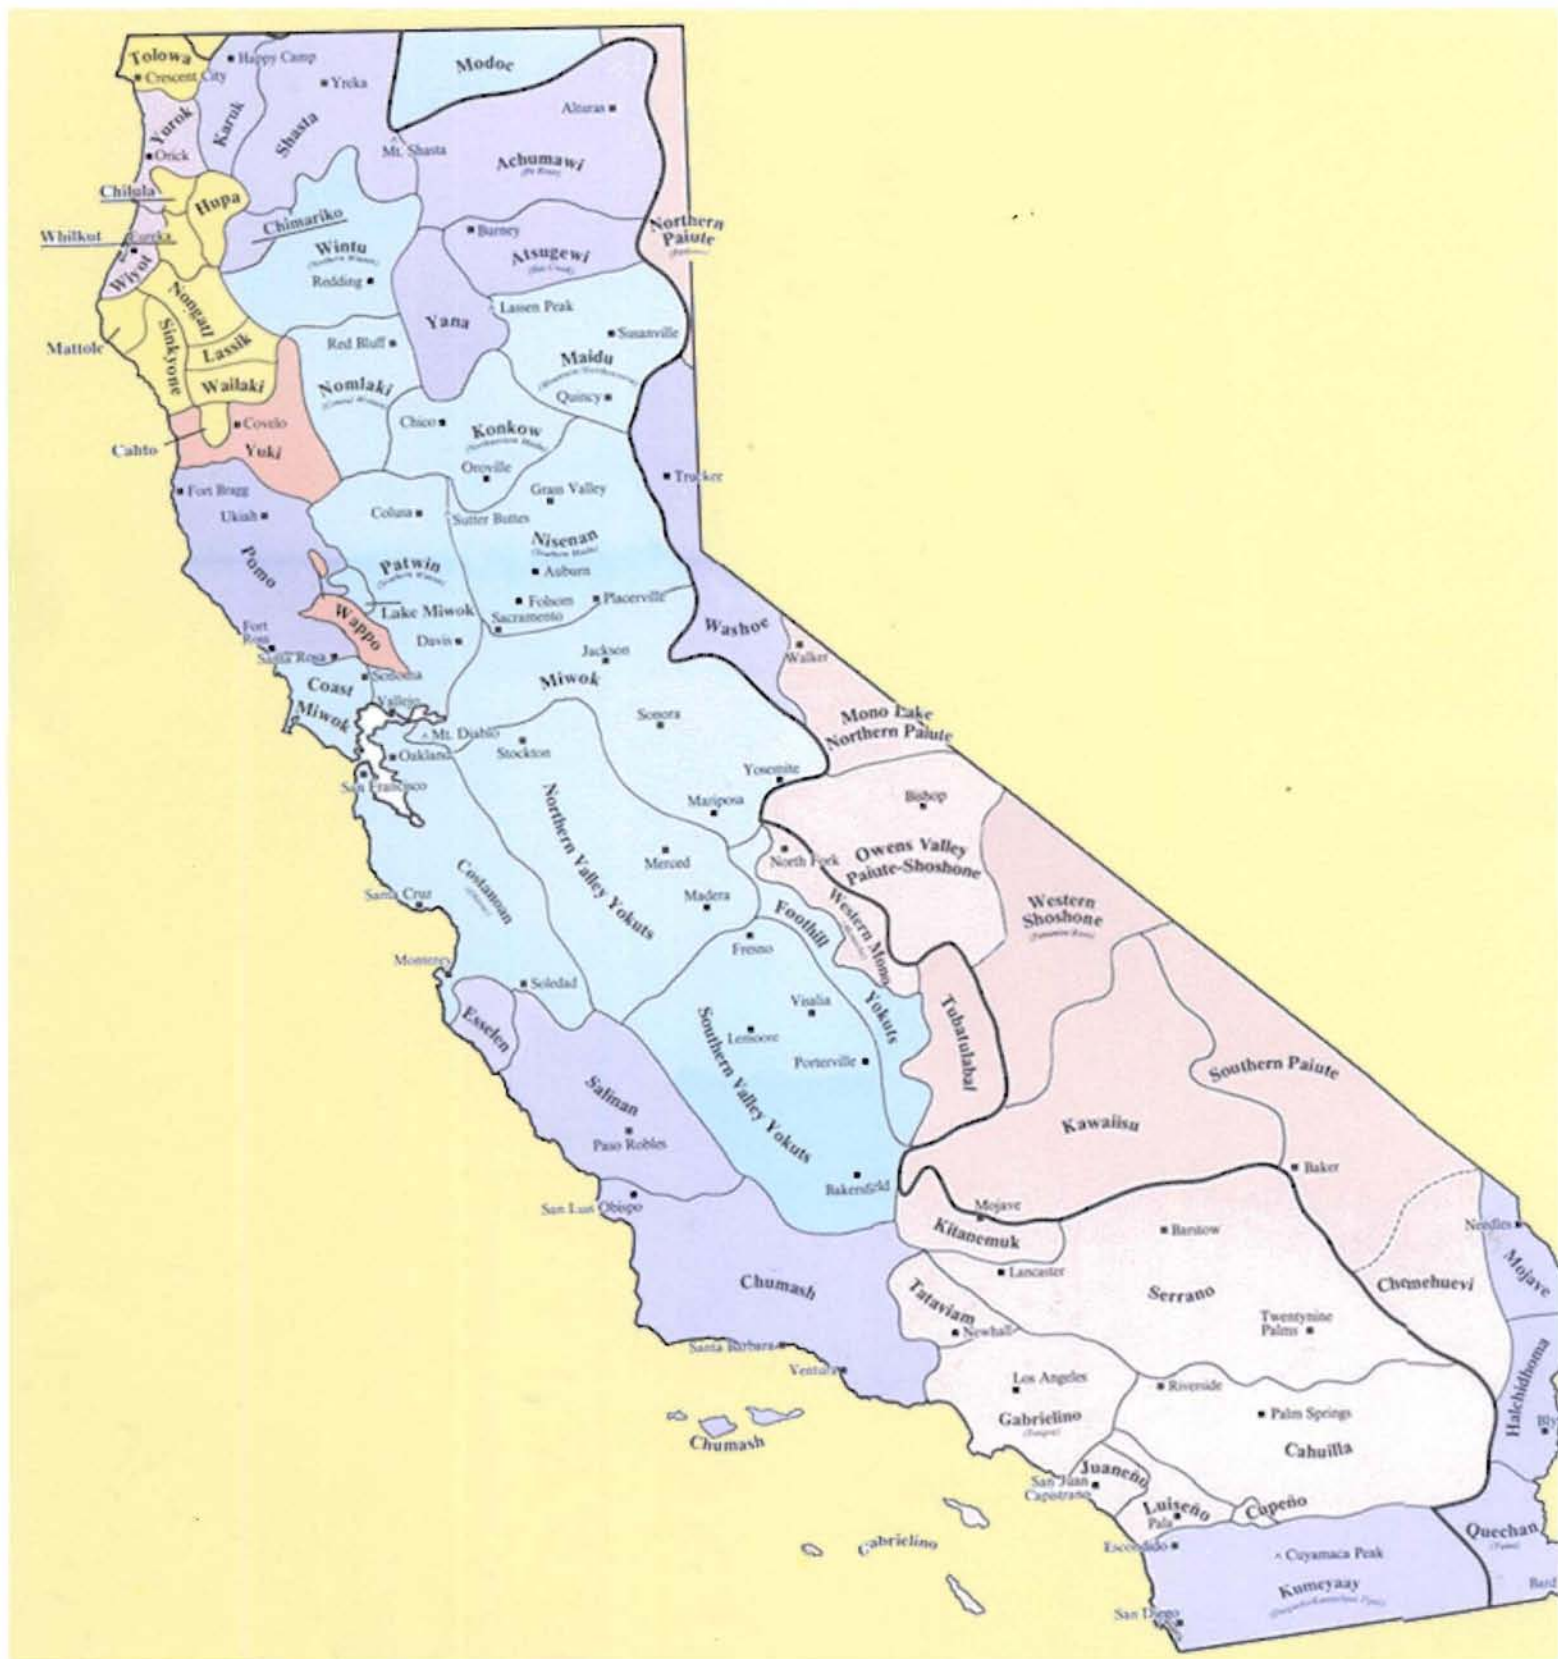 Tolowa
Happy Camp
Crescent City
Yreka
Modoc
Alturas
Yurok
Karuk
Shasta
Orick
Mt. Shasta
Achumawi
Chilula
Hupa
Chimariko
Whilkut
Eureka
Wiyot
Wintu
Redding
Burney
Atsugewi
Northern
Paiute
Nongatl
Lassen Peak
Yana
Susanville
Mattole
Sinkyone
Lassik
Red Bluff
Maidu
Wailaki
Nomlaki
Quincy
Chico
Konkow
Covelo
Cahto
Yuki
Oroville
Truckee
Fort Bragg
Grass Valley
Ukiah
Colusa
Sutter Buttes
Nisenan
Pomo
Patwin
Auburn
Folsom
Placerville
Lake Miwok
Sacramento
Wappo
Davis
Washoe
Fort
Ross
Santa Rosa
Jackson
Walker
Sonoma
Miwok
Coast
Miwok
Vallejo
Mt. Diablo
Sonora
Mono Lake
Northern Paiute
Oakland
Stockton
San Francisco
Yosemite
Mariposa
Bishop
Northern Valley Yokuts
Merced
North Fork
Owens Valley
Paiute-Shoshone
Costanoan
Santa Cruz
Madera
Western
Shoshone
Foothill
Yokuts
Western Mono
Fresno
Monterey
Soledad
Visalia
Esselen
Lemoore
Tubatulabal
Southern Valley Yokuts
Porterville
Southern Paiute
Salinan
Paso Robles
Kawaiisu
Bakersfield
Baker
San Luis Obispo
Mojave
Kitanemuk
Barstow
Needles
Mojave
Lancaster
Chumash
Tataviam
Serrano
Chemehuevi
Newhall
Twentynine
Palms
Santa Barbara
Ventura
Los Angeles
Riverside
Halchidhoma
Gabrielino
Palm Springs
Bly
Chumash
Cahuilla
Juaneño
San Juan
Capistrano
Luiseño
Pala
Cupeño
Gabrielino
Escondido
Cuyamaca Peak
Quechan
Kumeyaay
Bard
San Diego